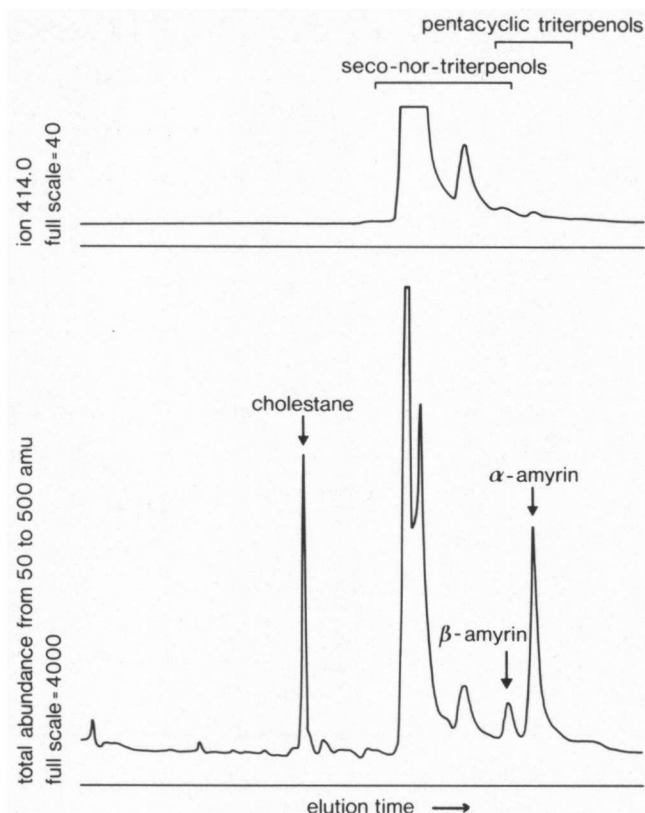 pentacyclic triterpenols
seco-nor-triterpenols
ion 414.0
full scale=40
cholestane
α-amyrin
β-amyrin
total abundance from 50 to 500 amu
full scale=4000
elution time →